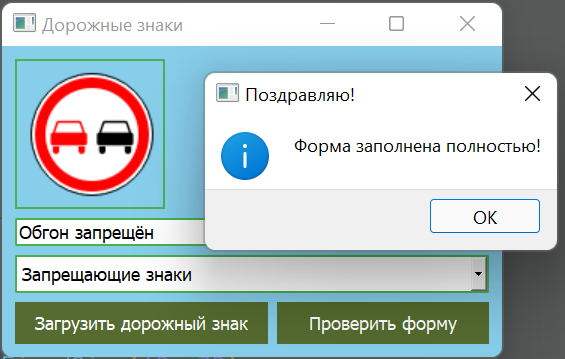 Дорожные знаки
Поздравляю!
Форма заполнена полностью!
OK
Обгон запрещён
Запрещающие знаки
Загрузить дорожный знак
Проверить форму